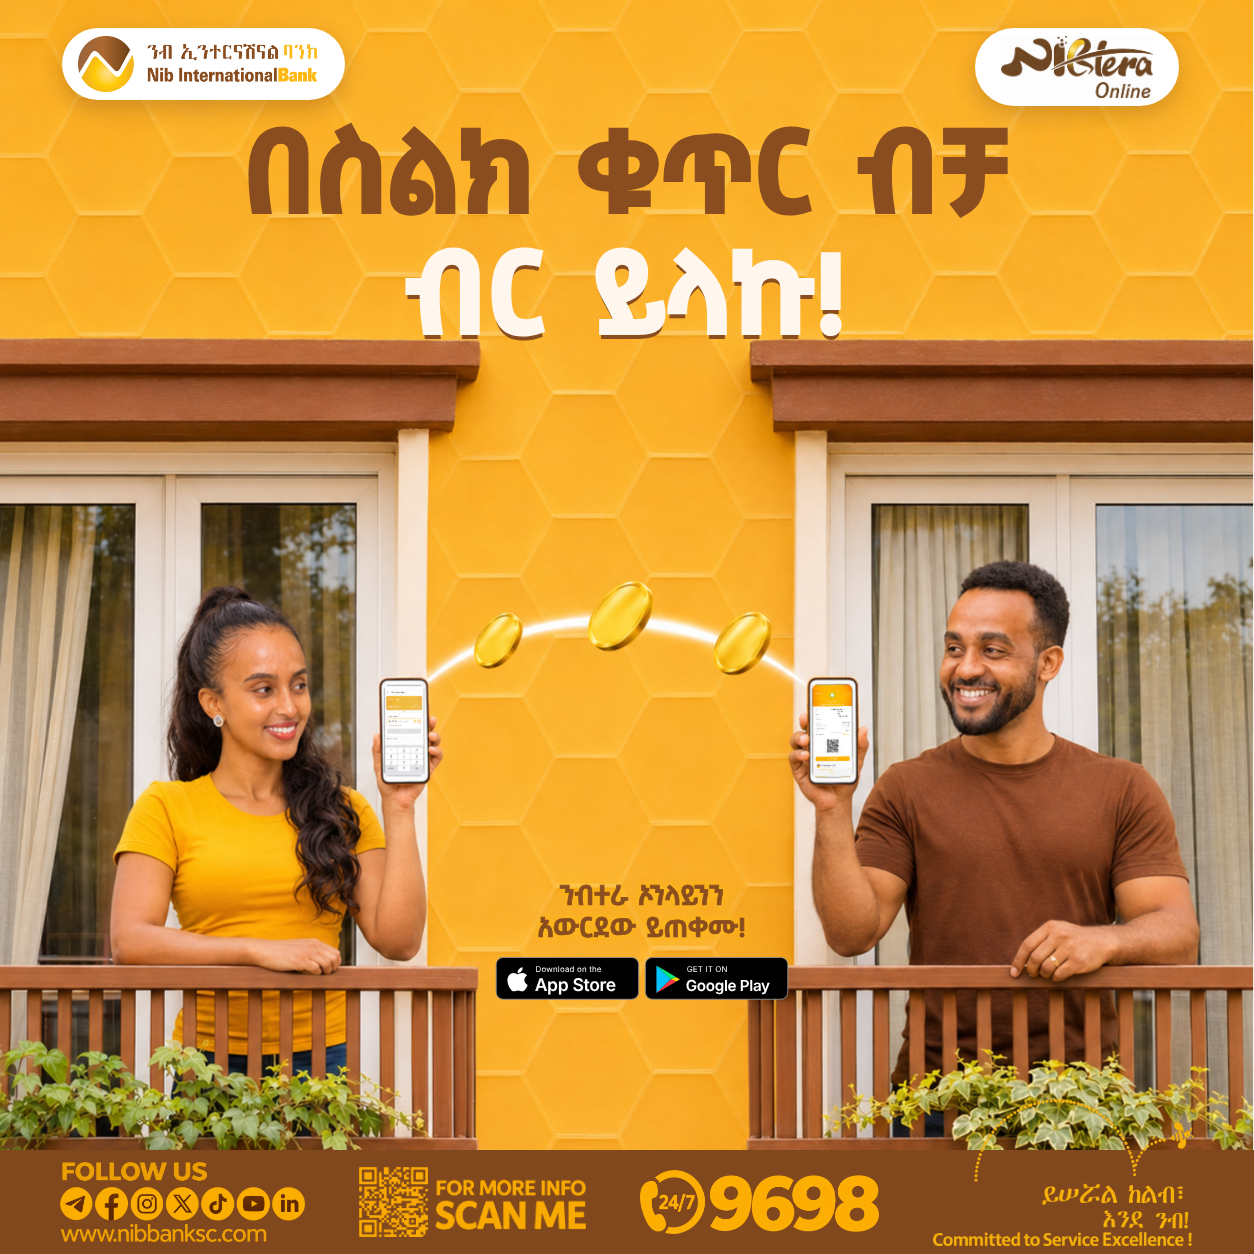 ንብ ኢንተርናሽናል ባንክ
Nib InternationalBank
NIBtera
Online
በስልክ ቁጥር ብቻ
ብር ይላኩ!
ንብተራ ኦንላይንን
አውርደው ይጠቀሙ!
Download on the
App Store
GET IT ON
Google Play
FOLLOW US
www.nibbanksc.com
FOR MORE INFO
SCAN ME
24/7
9698
ይሠሯል ከልብ፣
እንደ ንብ!
Committed to Service Excellence !